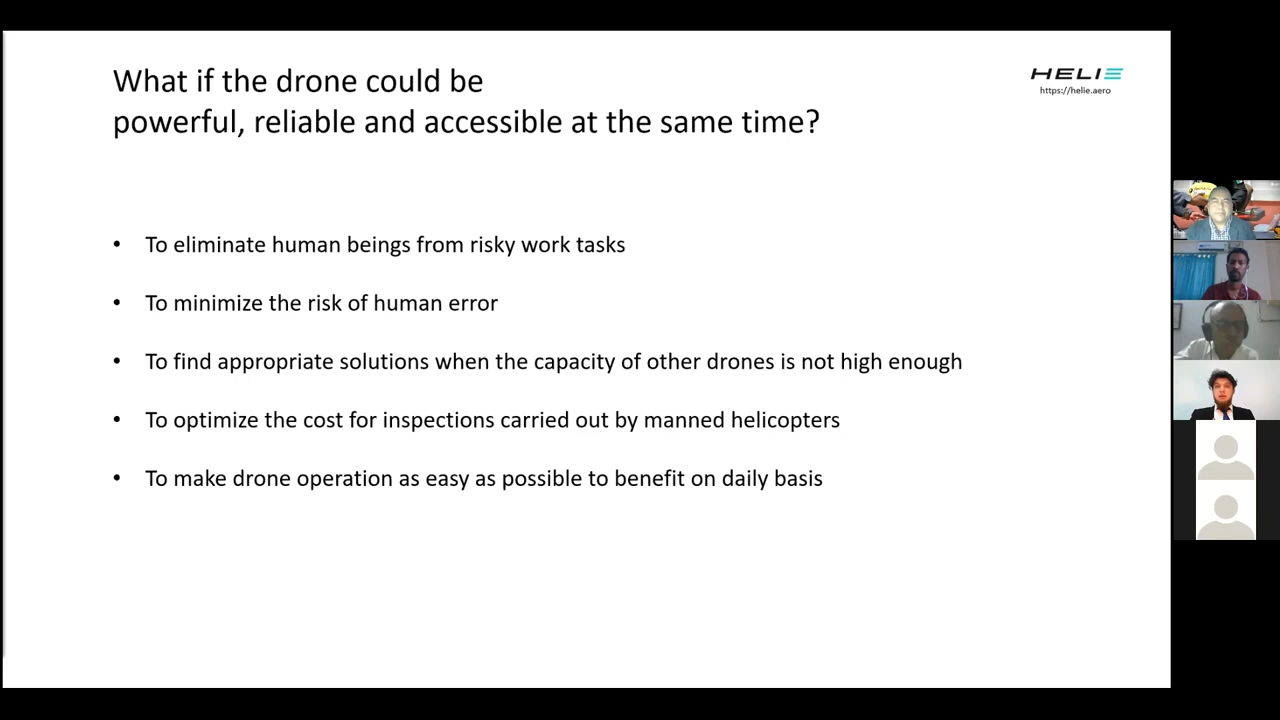 What if the drone could be
powerful, reliable and accessible at the same time?
HELIE
https://helie.aero
• To eliminate human beings from risky work tasks
• To minimize the risk of human error
• To find appropriate solutions when the capacity of other drones is not high enough
• To optimize the cost for inspections carried out by manned helicopters
• To make drone operation as easy as possible to benefit on daily basis